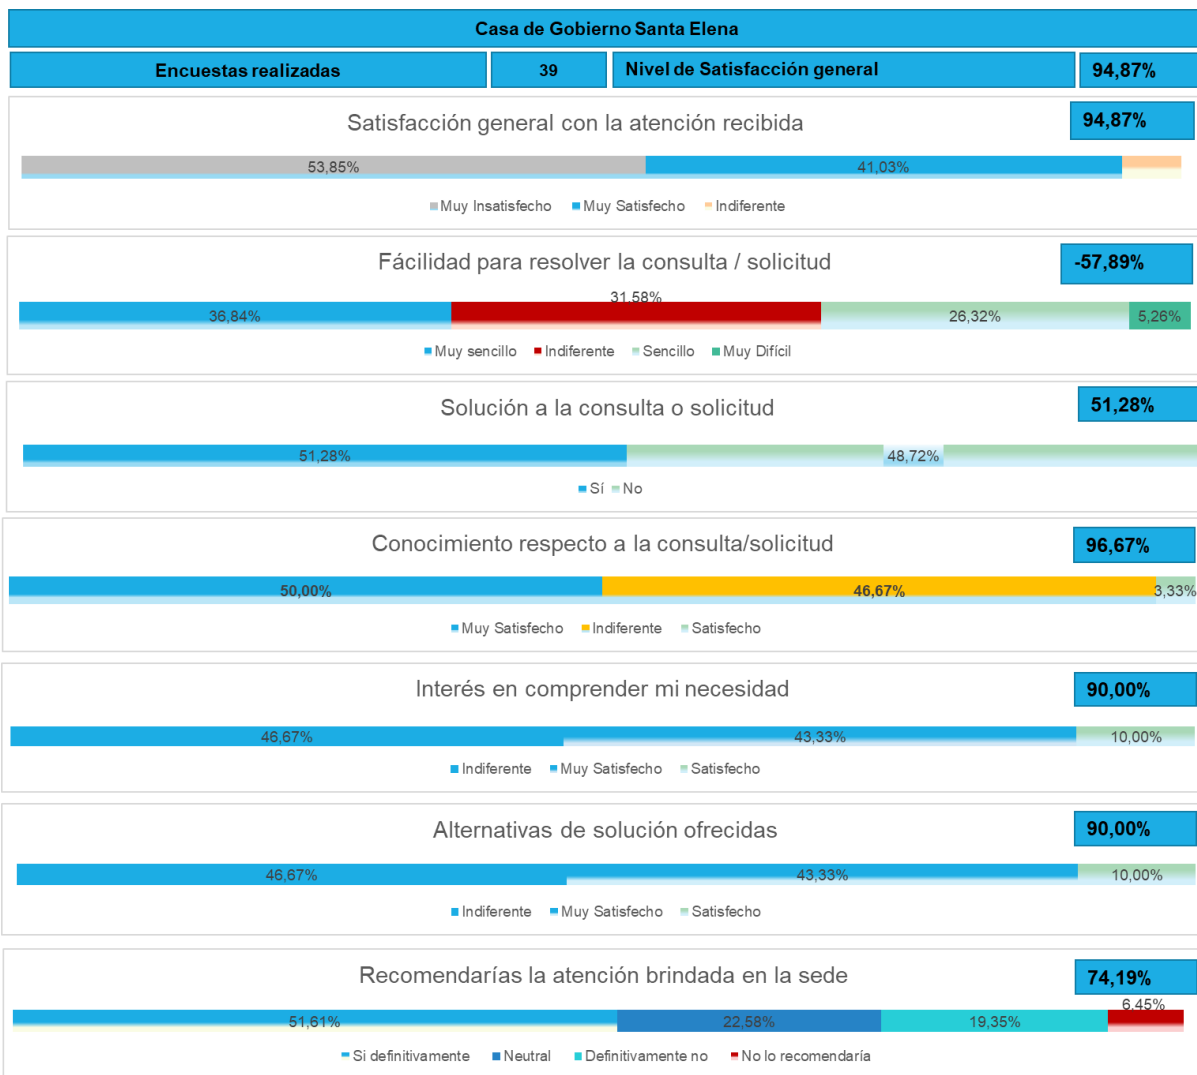 Casa de Gobierno Santa Elena
Encuestas realizadas 39 Nivel de Satisfacción general 94,87%
Satisfacción general con la atención recibida 94,87%
53,85% 41,03%
Muy Insatisfecho Muy Satisfecho Indiferente
Fácilidad para resolver la consulta / solicitud -57,89%
36,84% 31,58% 26,32% 5,26%
Muy sencillo Indiferente Sencillo Muy Difícil
Solución a la consulta o solicitud 51,28%
51,28% 48,72%
Sí No
Conocimiento respecto a la consulta/solicitud 96,67%
50,00% 46,67% 3,33%
Muy Satisfecho Indiferente Satisfecho
Interés en comprender mi necesidad 90,00%
46,67% 43,33% 10,00%
Indiferente Muy Satisfecho Satisfecho
Alternativas de solución ofrecidas 90,00%
46,67% 43,33% 10,00%
Indiferente Muy Satisfecho Satisfecho
Recomendarías la atención brindada en la sede 74,19%
51,61% 22,58% 19,35% 6,45%
Si definitivamente Neutral Definitivamente no No lo recomendaría